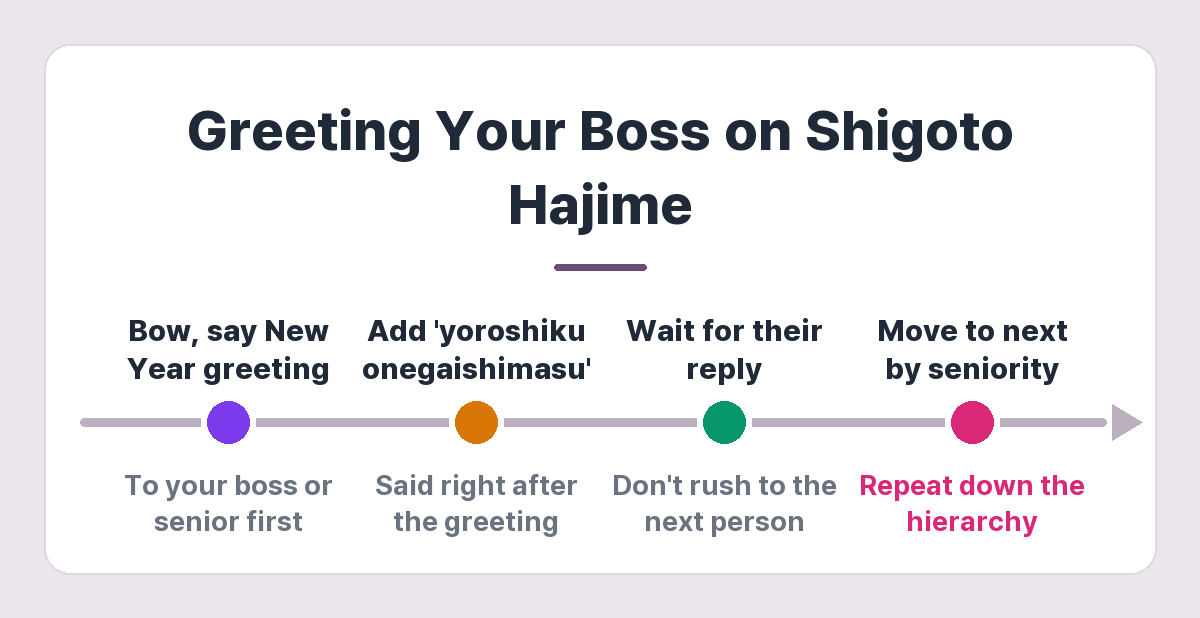 Greeting Your Boss on Shigoto
Hajime
Bow, say New
Year greeting
Add 'yoroshiku
onegaishimasu'
Wait for their
reply
Move to next
by seniority
To your boss or
senior first
Said right after
the greeting
Don't rush to the
next person
Repeat down the
hierarchy